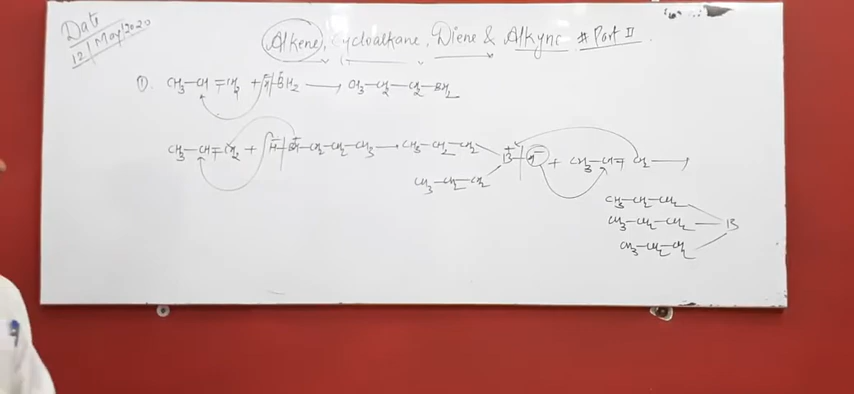 Date
12/May/2020
Alkene, Cycloalkane, Diene & Alkyne # Part II
① CH3-CH=CH2 + H-BH2 → CH3-CH2-CH2-BH2
CH3-CH=CH2 + H-BH-CH2-CH2-CH3 → CH3-CH2-CH2
CH3-CH2-CH2
B-H + CH3-CH=CH2 →
CH3-CH2-CH2
CH3-CH2-CH2
CH3-CH2-CH2
B